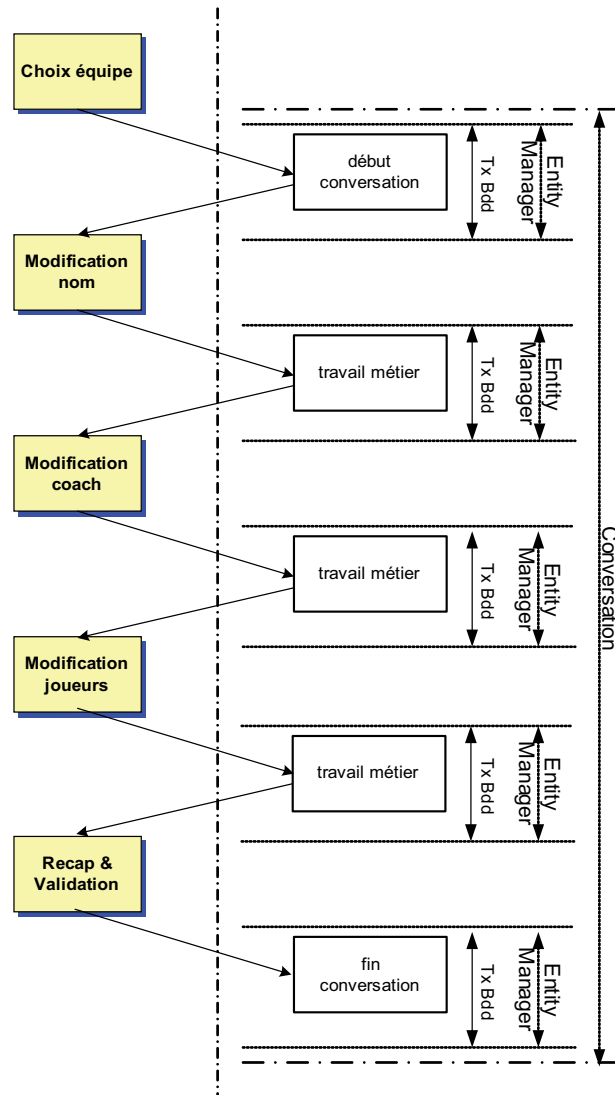 Choix équipe
début
conversation
Tx Bdd
Entity
Manager
Modification
nom
travail métier
Tx Bdd
Entity
Manager
Modification
coach
travail métier
Tx Bdd
Entity
Manager
Conversation
Modification
joueurs
travail métier
Tx Bdd
Entity
Manager
Recap &
Validation
fin
conversation
Tx Bdd
Entity
Manager